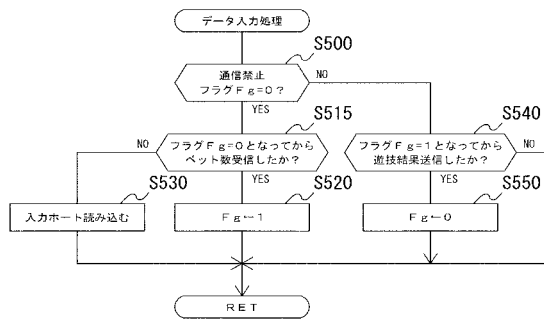 データ入力処理
S500
通信禁止
フラグFg=0?
NO
YES
S515
フラグFg=0となってから
ベット数受信したか?
NO
YES
S540
フラグFg=1となってから
遊技結果送信したか?
NO
YES
S530
入力ポート読み込む
S520
Fg←1
S550
Fg←0
RET